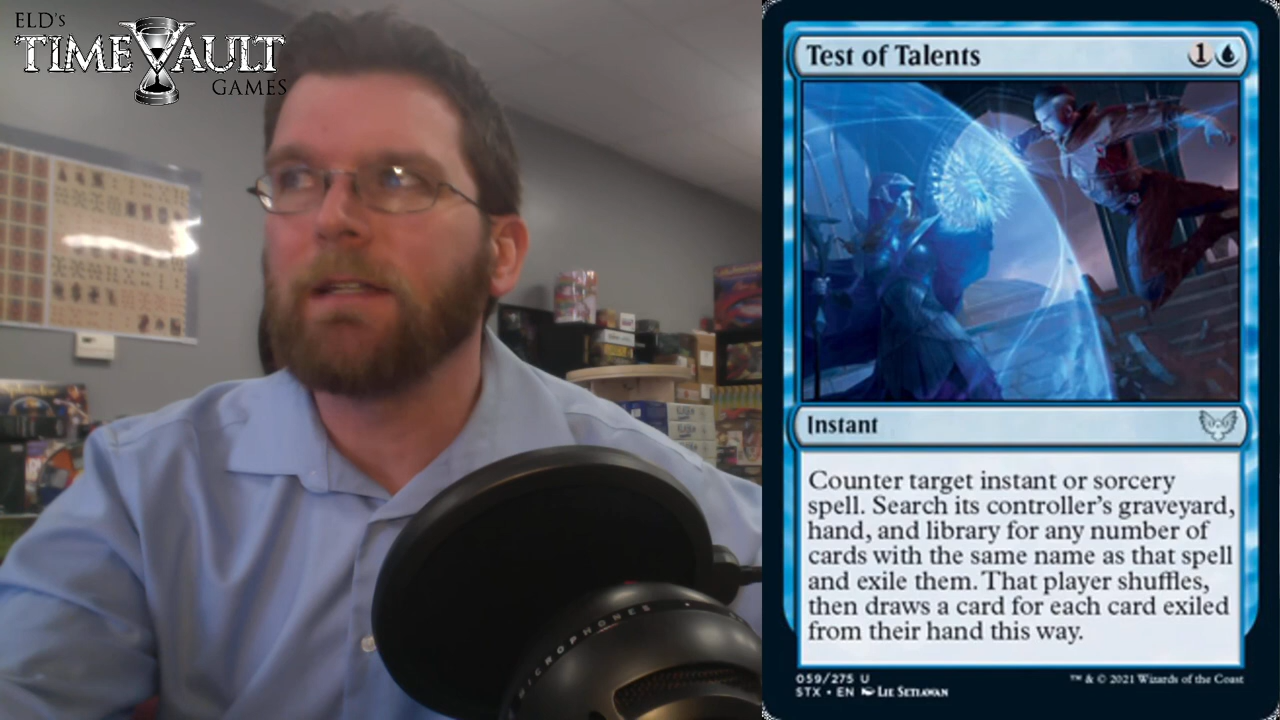 ELD's
TIME VAULT
GAMES
Test of Talents
1
Instant
Counter target instant or sorcery
spell. Search its controller's graveyard,
hand, and library for any number of
cards with the same name as that spell
and exile them. That player shuffles,
then draws a card for each card exiled
from their hand this way.
059/275 U
STX • EN Lie Setiawan
™ & © 2021 Wizards of the Coast
MICROPHONES